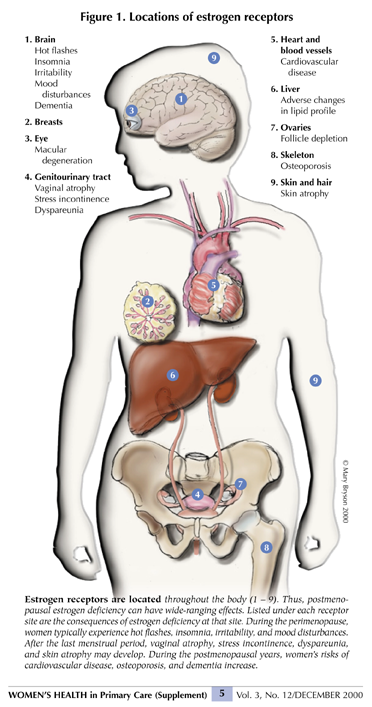 Figure 1. Locations of estrogen receptors
1. Brain
Hot flashes
Insomnia
Irritability
Mood
disturbances
Dementia
2. Breasts
3. Eye
Macular
degeneration
4. Genitourinary tract
Vaginal atrophy
Stress incontinence
Dyspareunia
5. Heart and
blood vessels
Cardiovascular
disease
6. Liver
Adverse changes
in lipid profile
7. Ovaries
Follicle depletion
8. Skeleton
Osteoporosis
9. Skin and hair
Skin atrophy
9
1
3
5
2
6
9
4
7
8
© Mary Bryson 2000
Estrogen receptors are located throughout the body (1 – 9). Thus, postmeno-
pausal estrogen deficiency can have wide-ranging effects. Listed under each receptor
site are the consequences of estrogen deficiency at that site. During the perimenopause,
women typically experience hot flashes, insomnia, irritability, and mood disturbances.
After the last menstrual period, vaginal atrophy, stress incontinence, dyspareunia,
and skin atrophy may develop. During the postmenopausal years, women's risks of
cardiovascular disease, osteoporosis, and dementia increase.
WOMEN'S HEALTH in Primary Care (Supplement) 5 Vol. 3, No. 12/DECEMBER 2000